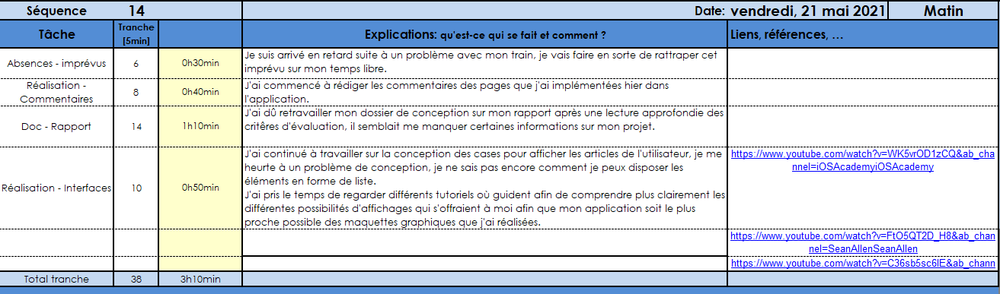 Séquence 14 Date: vendredi, 21 mai 2021 Matin
Tâche Tranche [5min] Explications: qu'est-ce qui se fait et comment ? Liens, références, …
Absences - imprévus 6 0h30min
Je suis arrivé en retard suite à un problème avec mon train, je vais faire en sorte de rattraper cet
imprévu sur mon temps libre.
Réalisation -
Commentaires 8 0h40min
J'ai commencé à rédiger les commentaires des pages que j'ai implémentées hier dans
l'application.
Doc - Rapport 14 1h10min
J'ai dû retravailler mon dossier de conception sur mon rapport après une lecture approfondie des
critêres d'évaluation, il semblait me manquer certaines informations sur mon projet.
Réalisation - Interfaces 10 0h50min
J'ai continué à travailler sur la conception des cases pour afficher les articles de l'utilisateur, je me
heurte à un problème de conception, je ne sais pas encore comment je peux disposer les
éléments en forme de liste.
J'ai pris le temps de regarder différents tutoriels où guident afin de comprendre plus clairement les
différentes possibilités d'affichages qui s'offraient à moi afin que mon application soit le plus
proche possible des maquettes graphiques que j'ai réalisées.
https://www.youtube.com/watch?v=WK5vrOD1zCQ&ab_cha
nnel=iOSAcademyiOSAcademy
https://www.youtube.com/watch?v=FtO5QT2D_H8&ab_chan
nel=SeanAllenSeanAllen
https://www.youtube.com/watch?v=C36sb5sc6lE&ab_chann
Total tranche 38 3h10min